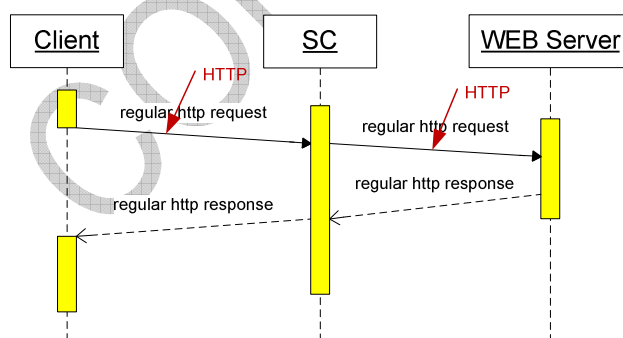 Client
SC
WEB Server
HTTP
HTTP
regular http request
regular http request
regular http response
regular http response